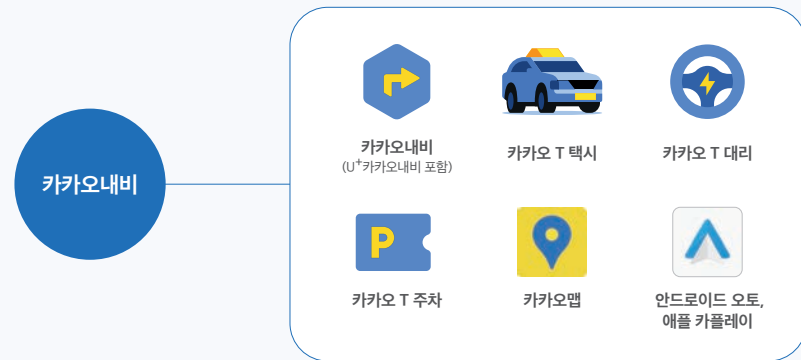 카카오내비
카카오내비
(U⁺카카오내비 포함)
카카오 T 택시
카카오 T 대리
P
카카오 T 주차
카카오맵
안드로이드 오토,
애플 카플레이